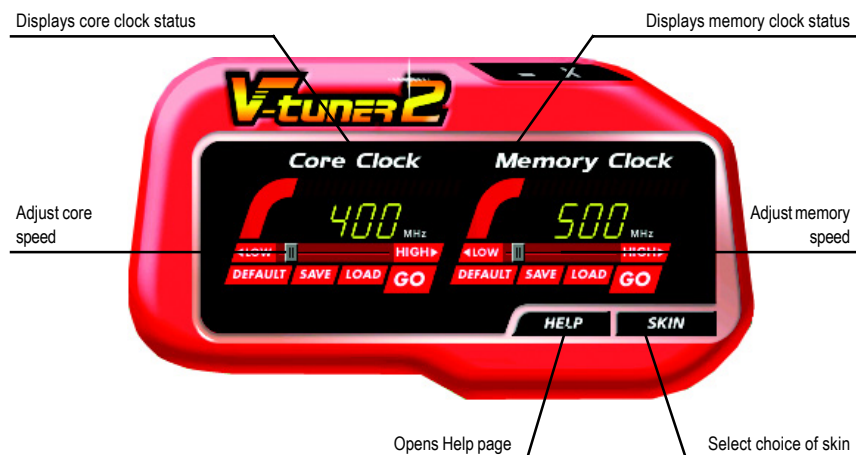 Displays core clock status
Displays memory clock status
V-TUNER 2
Core Clock
Memory Clock
Adjust core
speed
400 MHz
500 MHz
Adjust memory
speed
◀LOW HIGH▶
◀LOW HIGH▶
DEFAULT SAVE LOAD GO
DEFAULT SAVE LOAD GO
HELP SKIN
Opens Help page
Select choice of skin